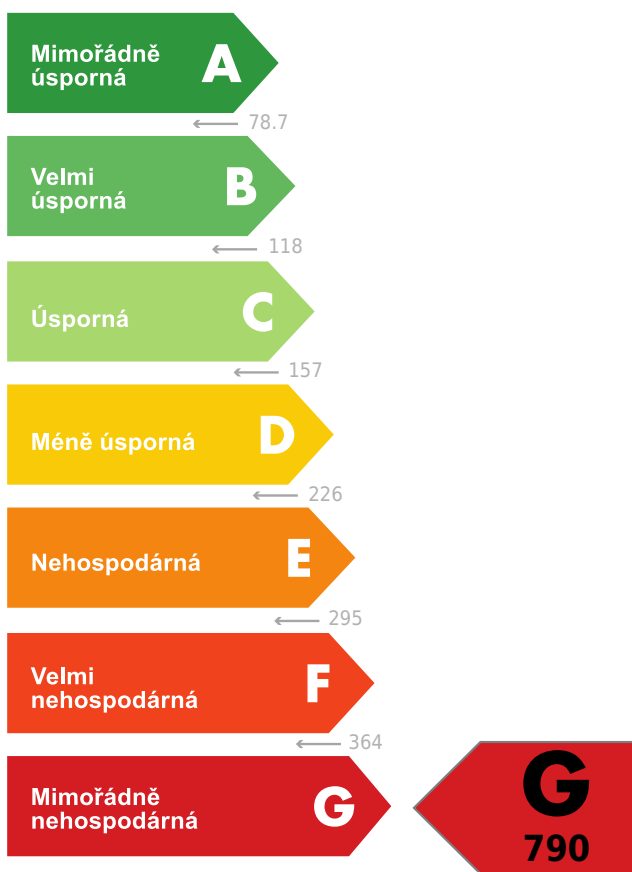 Mimořádně
úsporná
A
78.7
Velmi
úsporná
B
118
Úsporná
C
157
Méně úsporná
D
226
Nehospodárná
E
295
Velmi
nehospodárná
F
364
Mimořádně
nehospodárná
G
G
790